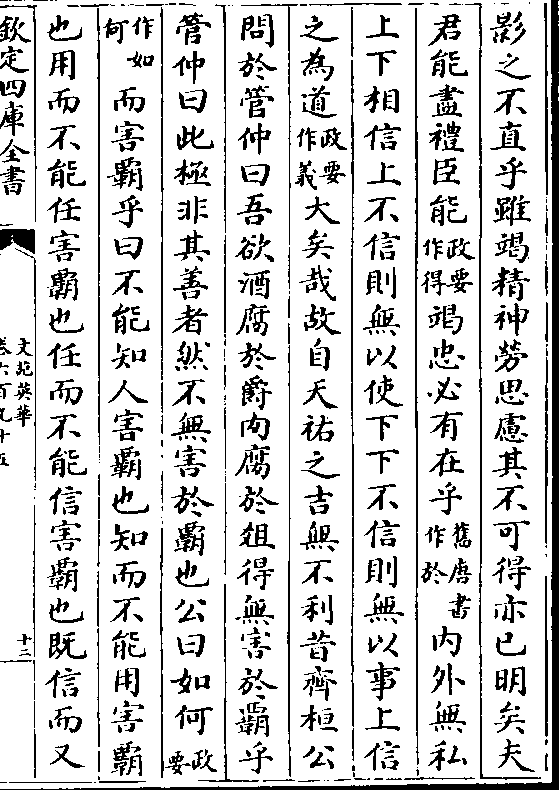 影之不直乎雖竭精神勞思慮其不可得亦已明矣夫
君能盡禮臣能政要作得竭忠必有在乎舊唐書作於內外無私
上下相信上不信則無以使下下不信則無以事上信
之為道政要作義大矣哉故自天祐之吉無不利昔齊桓公
問於管仲曰吾欲酒腐於爵肉腐於俎得無害於霸乎
管仲曰此極非其善者然不無害於霸也公曰如何政要
作如何而害霸乎曰不能知人害霸也知而不能用害霸
也用而不能任害霸也任而不能信害霸也既信而又
欽定四庫全書
文苑英華
卷六百九十五
十二